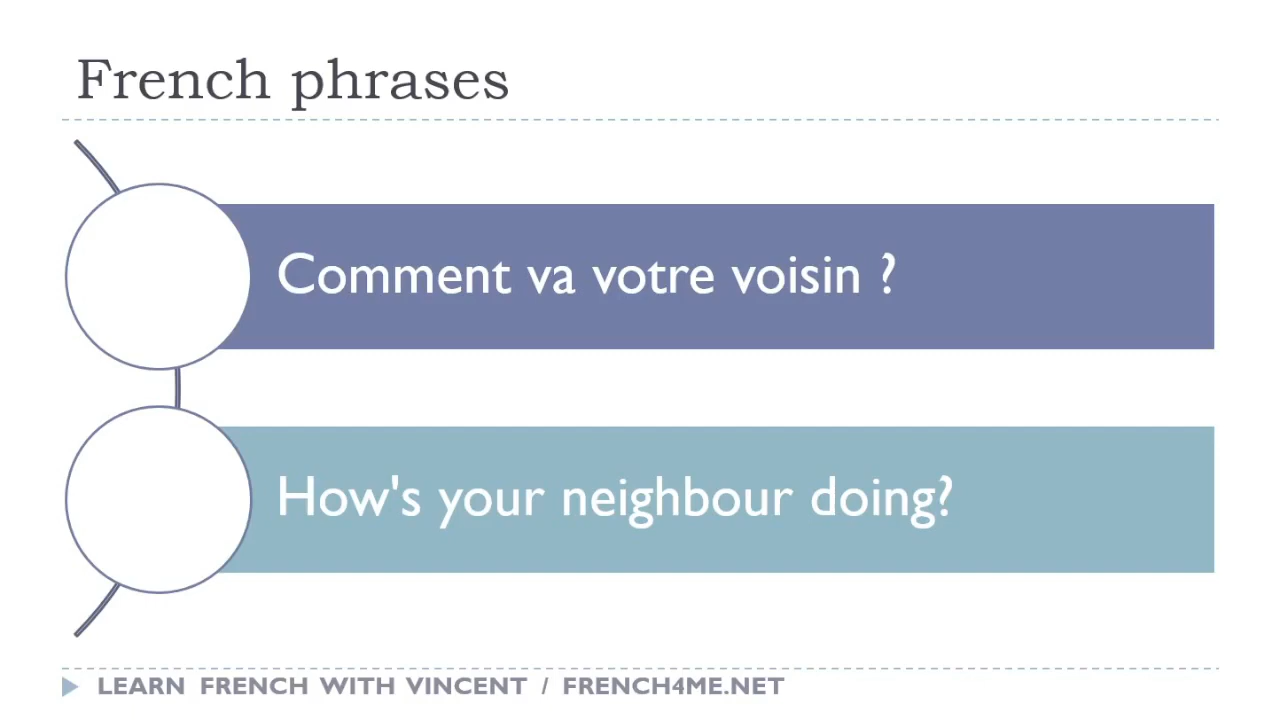 French phrases
Comment va votre voisin ?
How's your neighbour doing?
LEARN FRENCH WITH VINCENT / FRENCH4ME.NET